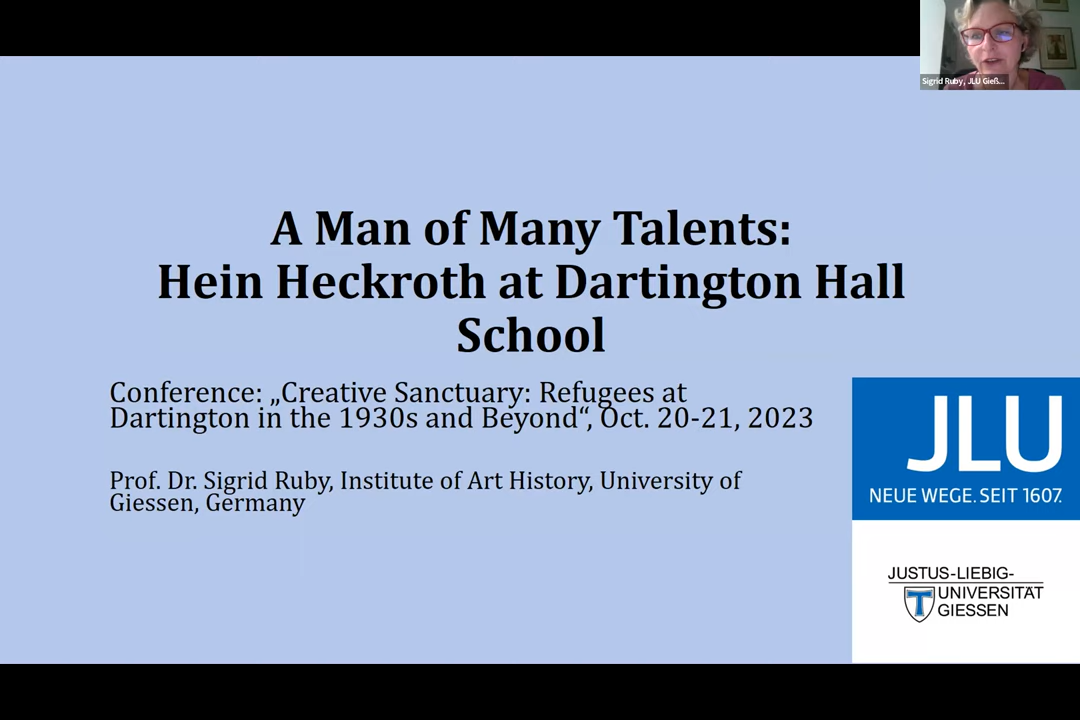 Sigrid Ruby, JLU Gieß...
A Man of Many Talents:
Hein Heckroth at Dartington Hall
School
Conference: „Creative Sanctuary: Refugees at
Dartington in the 1930s and Beyond“, Oct. 20-21, 2023
Prof. Dr. Sigrid Ruby, Institute of Art History, University of
Giessen, Germany
JLU
NEUE WEGE. SEIT 1607.
JUSTUS-LIEBIG-
UNIVERSITÄT
GIESSEN